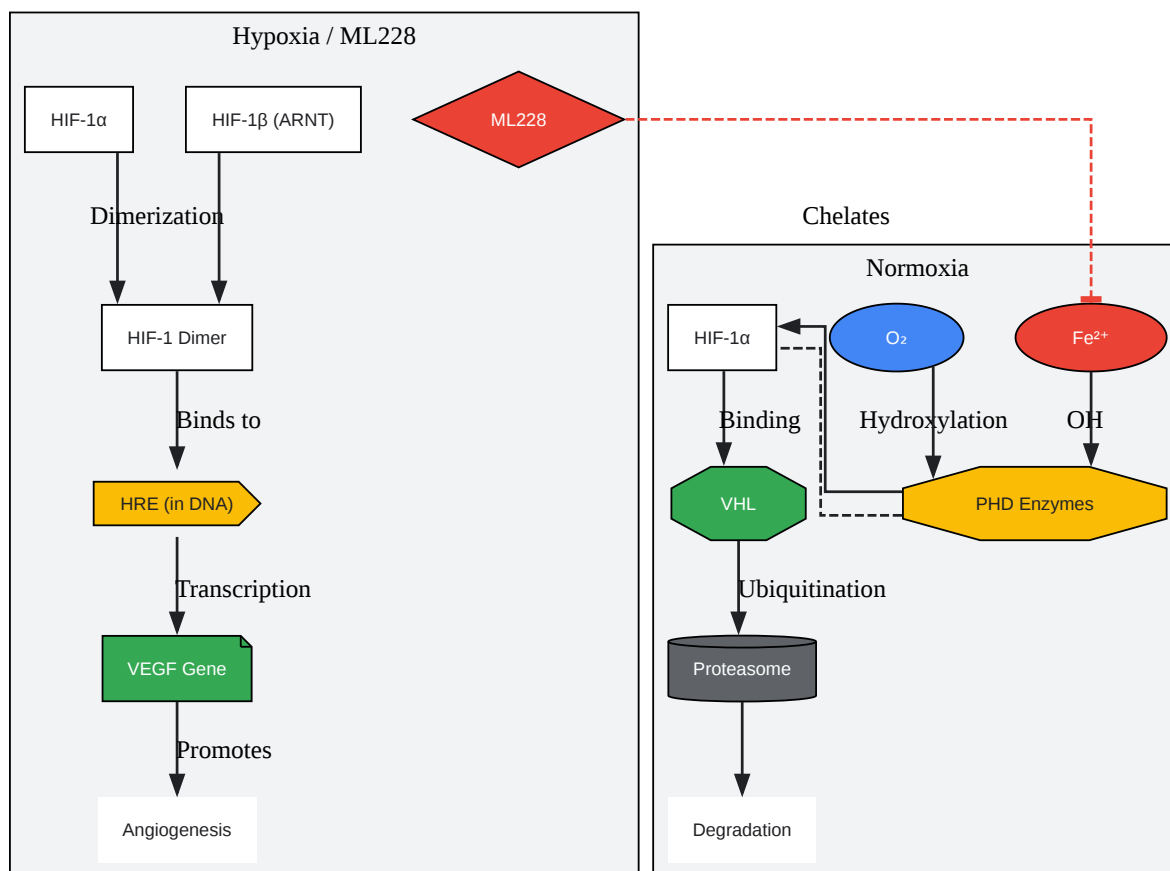 Hypoxia / ML228
HIF-1α
HIF-1β (ARNT)
ML228
Dimerization
HIF-1 Dimer
Binds to
HRE (in DNA)
Transcription
VEGF Gene
Promotes
Angiogenesis
Chelates
Normoxia
HIF-1α
O₂
Fe²⁺
Binding
Hydroxylation
OH
VHL
PHD Enzymes
Ubiquitination
Proteasome
Degradation